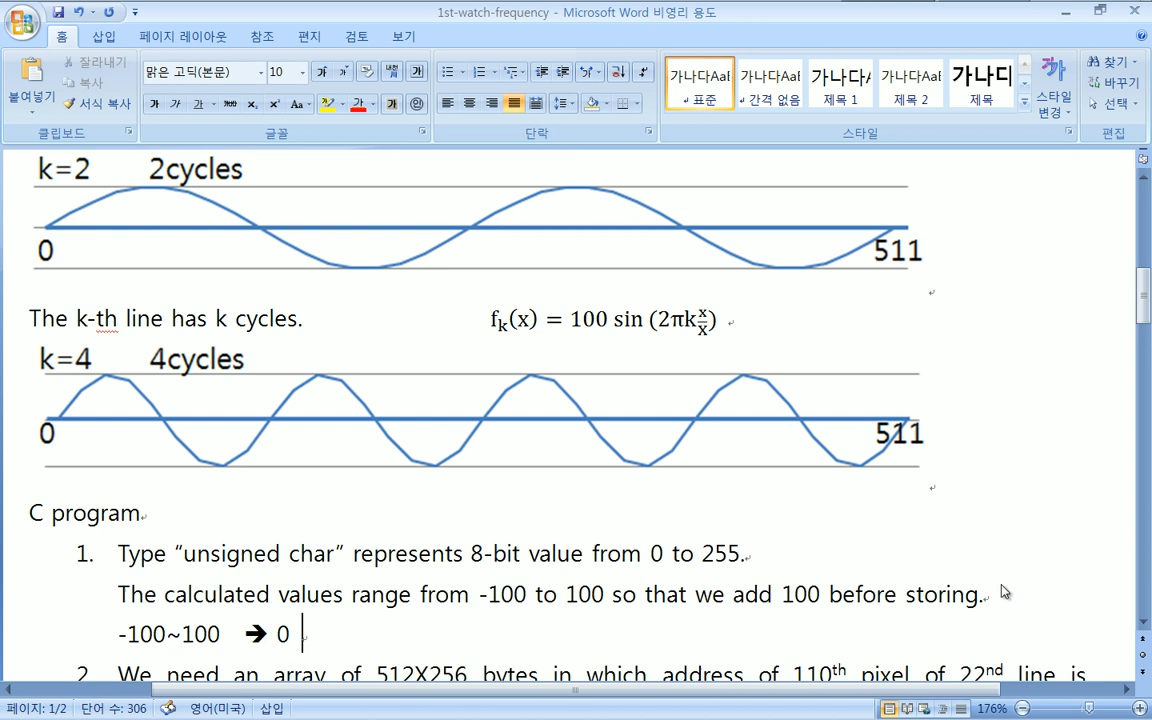 1st-watch-frequency - Microsoft Word 비영리 용도
홈 삽입 페이지 레이아웃 참조 편지 검토 보기
붙여넣기
잘라내기
복사
서식 복사
클립보드
맑은 고딕(본문) 10
글꼴
단락
가나다AaB 가나다AaB 가나다A 가나다AaB 가나디
표준 간격 없음 제목 1 제목 2 제목
스타일 변경
스타일
찾기
바꾸기
선택
편집
k=2 2cycles
0 511
The k-th line has k cycles. fₖ(x) = 100 sin (2πk x/X)
k=4 4cycles
0 511
C program
1. Type “unsigned char” represents 8-bit value from 0 to 255.
The calculated values range from -100 to 100 so that we add 100 before storing.
-100~100 ➔ 0
2. We need an array of 512X256 bytes in which address of 110th pixel of 22nd line is
페이지: 1/2 단어 수: 306 영어(미국) 삽입 176%